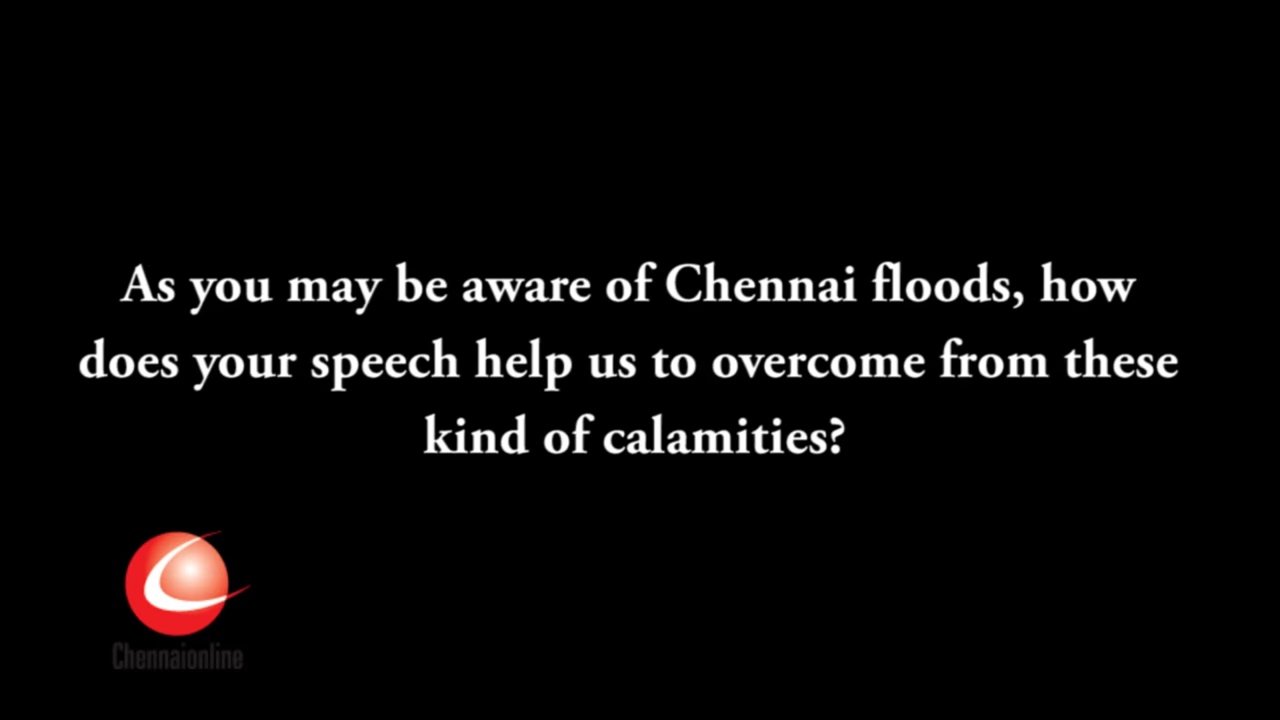 As you may be aware of Chennai floods, how
does your speech help us to overcome from these
kind of calamities?
Chennaionline